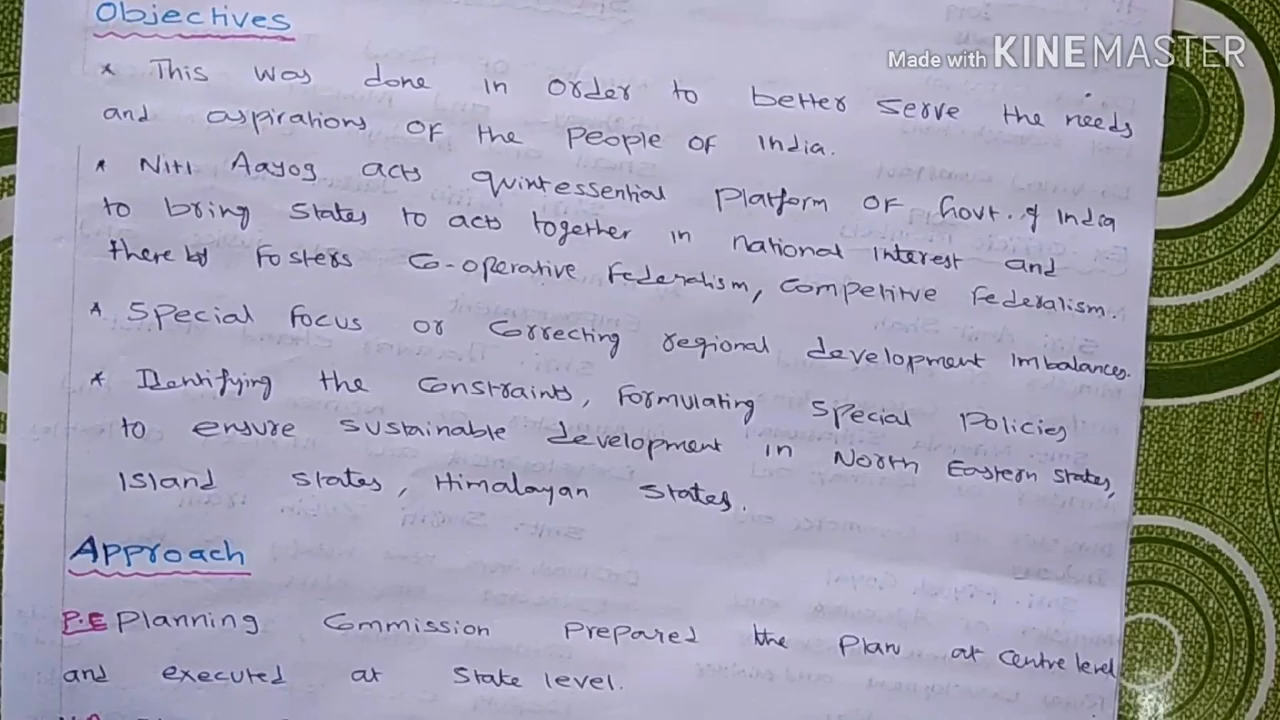 Objectives
Made with KINEMASTER
* This was done in order to better serve the needs
and aspirations of the People of India.
* Niti Aayog acts quintessential Platform of Govt. of India
to bring states to acts together in national interest and
thereby Fosters Co-operative Federalism, Competitve Federalism.
* Special focus or Correcting regional development Imbalances.
* Identifying the Constraints, Formulating Special Policies
to ensure sustainable development in North Eastern states,
Island states, Himalayan States.
Approach
P.E Planning Commission Prepared the Plan at Centre level
and executed at State level.